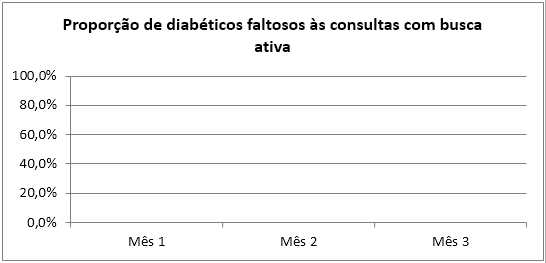 Proporção de diabéticos faltosos às consultas com busca
ativa
100,0%
80,0%
60,0%
40,0%
20,0%
0,0%
Mês 1 Mês 2 Mês 3